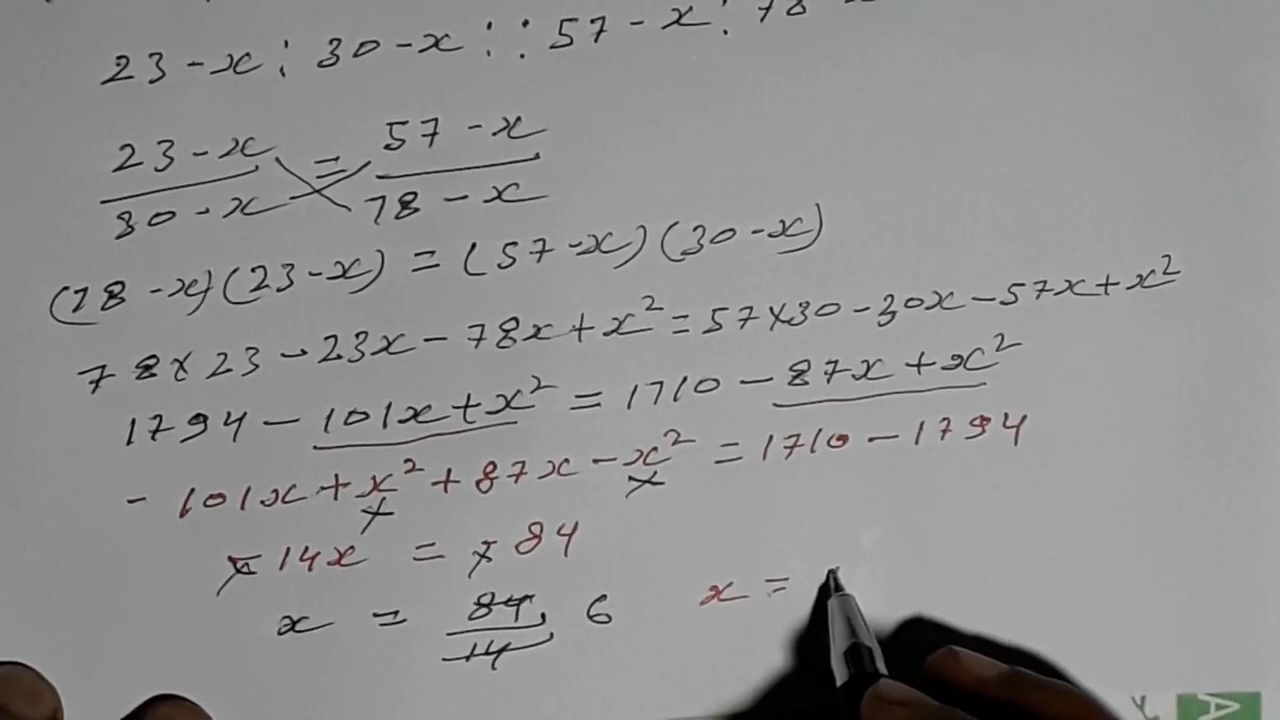 23-x : 30-x :: 57-x : 78
23-x / 30-x = 57-x / 78-x
(78-x)(23-x) = (57-x)(30-x)
78×23-23x-78x+x² = 57×30-30x-57x+x²
1794-101x+x² = 1710-87x+x²
-101x+x²+87x-x² = 1710-1794
-14x = -84
x = 84/14 6 x =
A